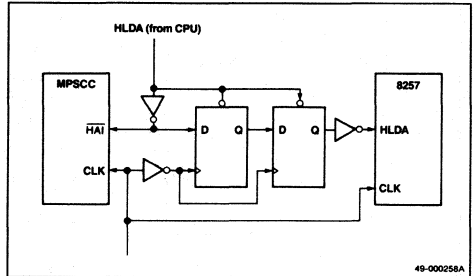 HLDA (from CPU)
MPSCC
8257
HAI
D Q
D Q
HLDA
CLK
CLK
49-000258A